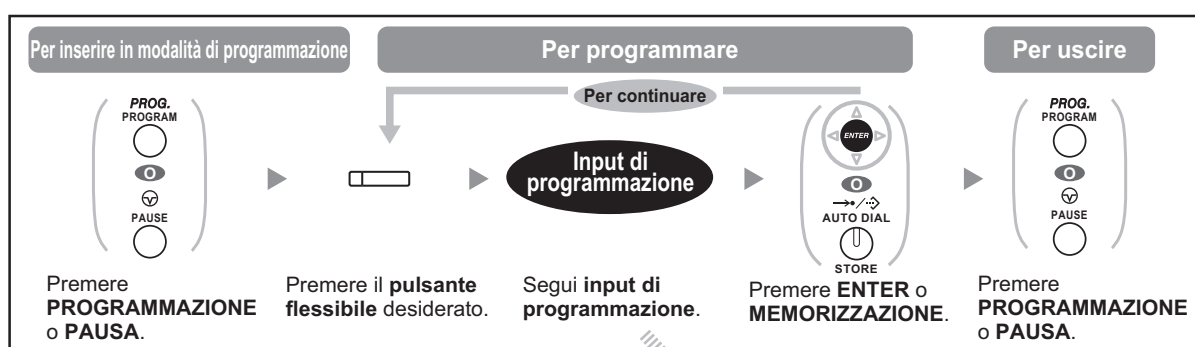 Per inserire in modalità di programmazione
Per programmare
Per uscire
Per continuare
PROG.
PROGRAM
O
PAUSE
Input di
programmazione
ENTER
O
AUTO DIAL
STORE
PROG.
PROGRAM
O
PAUSE
Premere
PROGRAMMAZIONE
o PAUSA.
Premere il pulsante
flessibile desiderato.
Segui input di
programmazione.
Premere ENTER o
MEMORIZZAZIONE.
Premere
PROGRAMMAZIONE
o PAUSA.